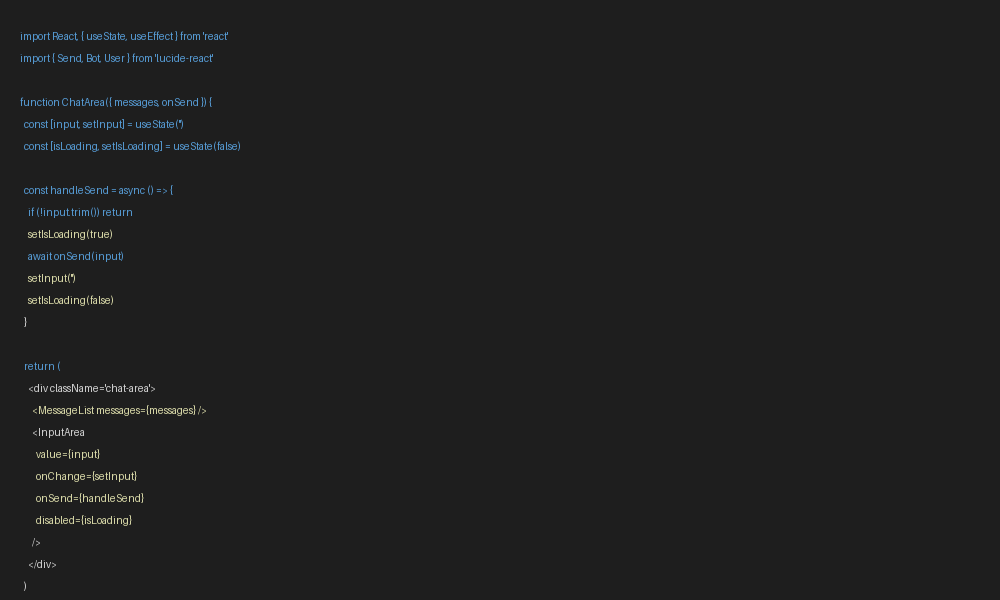 import React, { useState, useEffect } from 'react'
import { Send, Bot, User } from 'lucide-react'

function ChatArea({ messages, onSend }) {
  const [input, setInput] = useState('')
  const [isLoading, setIsLoading] = useState(false)

  const handleSend = async () => {
    if (!input.trim()) return
    setIsLoading(true)
    await onSend(input)
    setInput('')
    setIsLoading(false)
  }

  return (
    <div className='chat-area'>
      <MessageList messages={messages} />
      <InputArea
        value={input}
        onChange={setInput}
        onSend={handleSend}
        disabled={isLoading}
      />
    </div>
  )